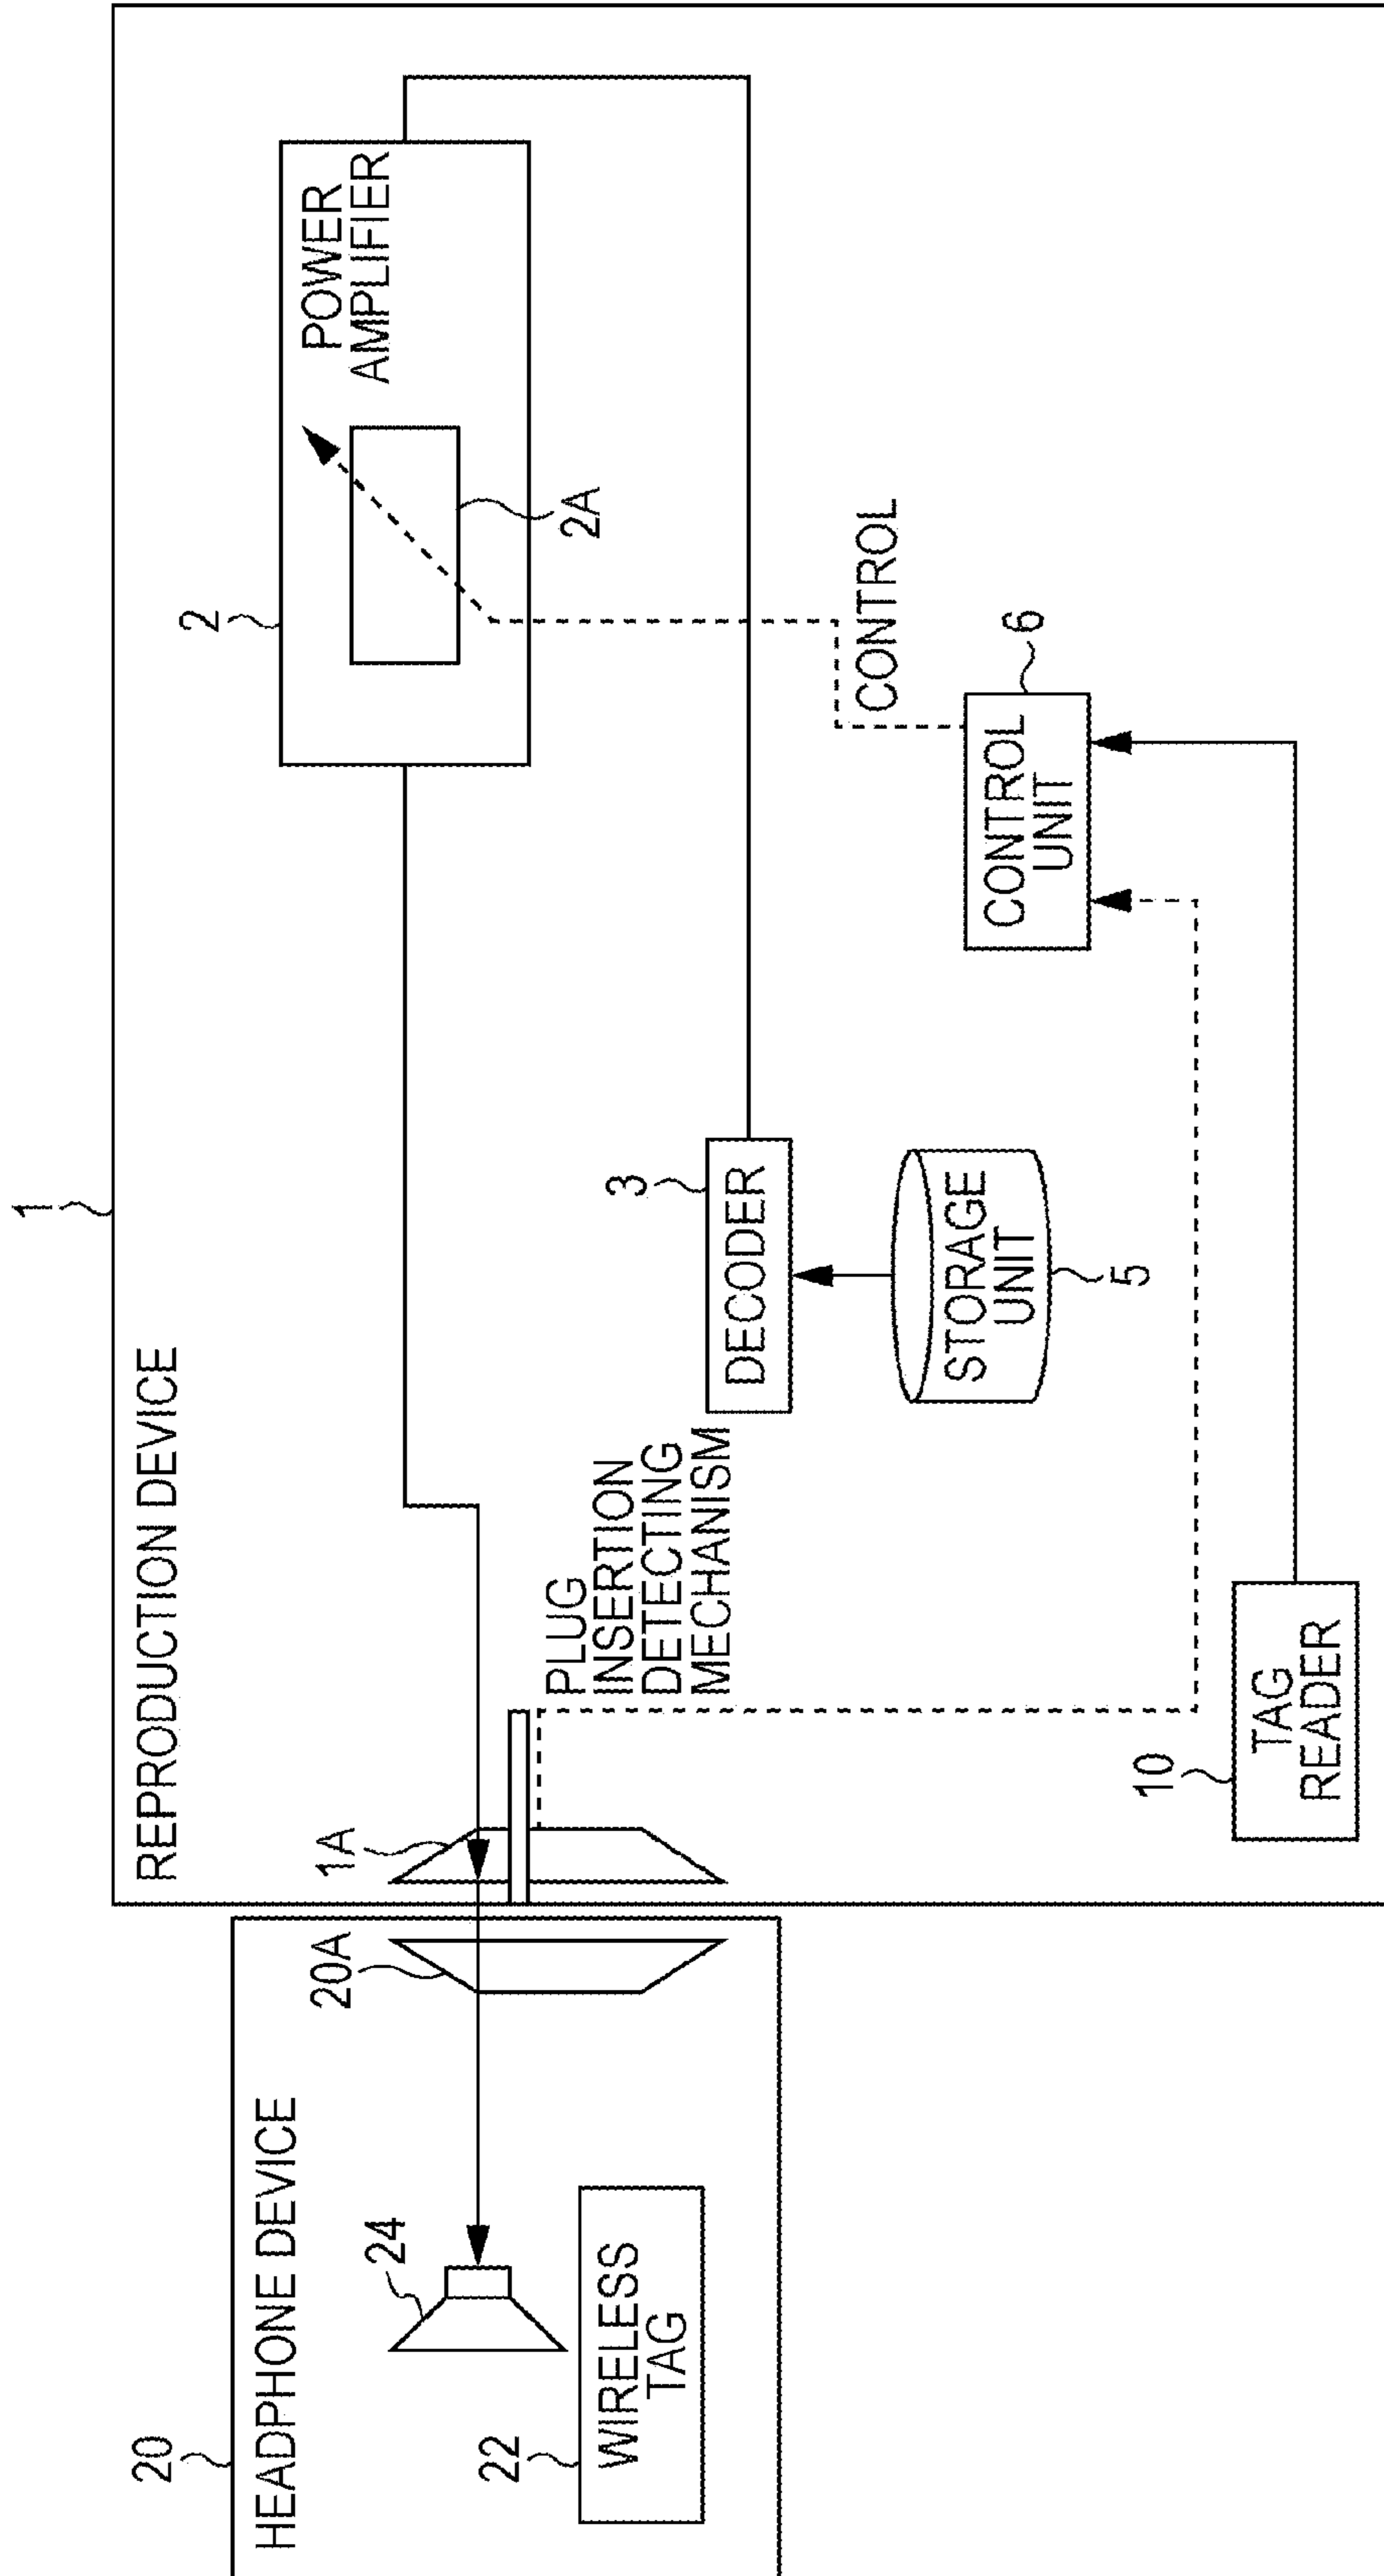 1
REPRODUCTION DEVICE
20
HEADPHONE DEVICE
2
POWER
AMPLIFIER
2A
20A
1A
24
22
WIRELESS
TAG
PLUG
INSERTION
DETECTING
MECHANISM
3
DECODER
STORAGE
UNIT
5
CONTROL
6
CONTROL
UNIT
10
TAG
READER